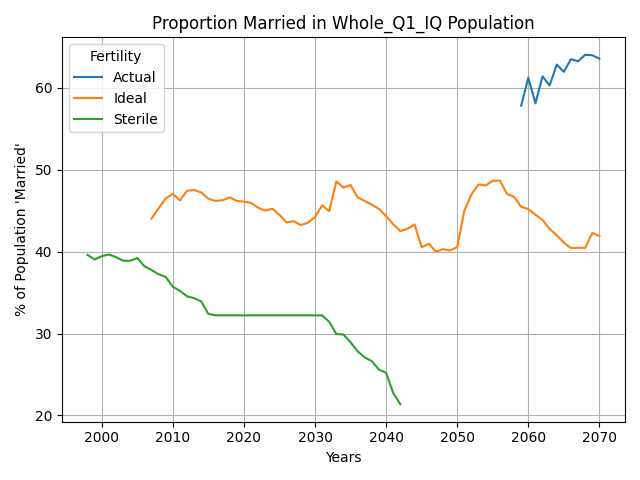 Proportion Married in Whole_Q1_IQ Population
Fertility
Actual
Ideal
Sterile
% of Population 'Married'
60
50
40
30
20
2000 2010 2020 2030 2040 2050 2060 2070
Years